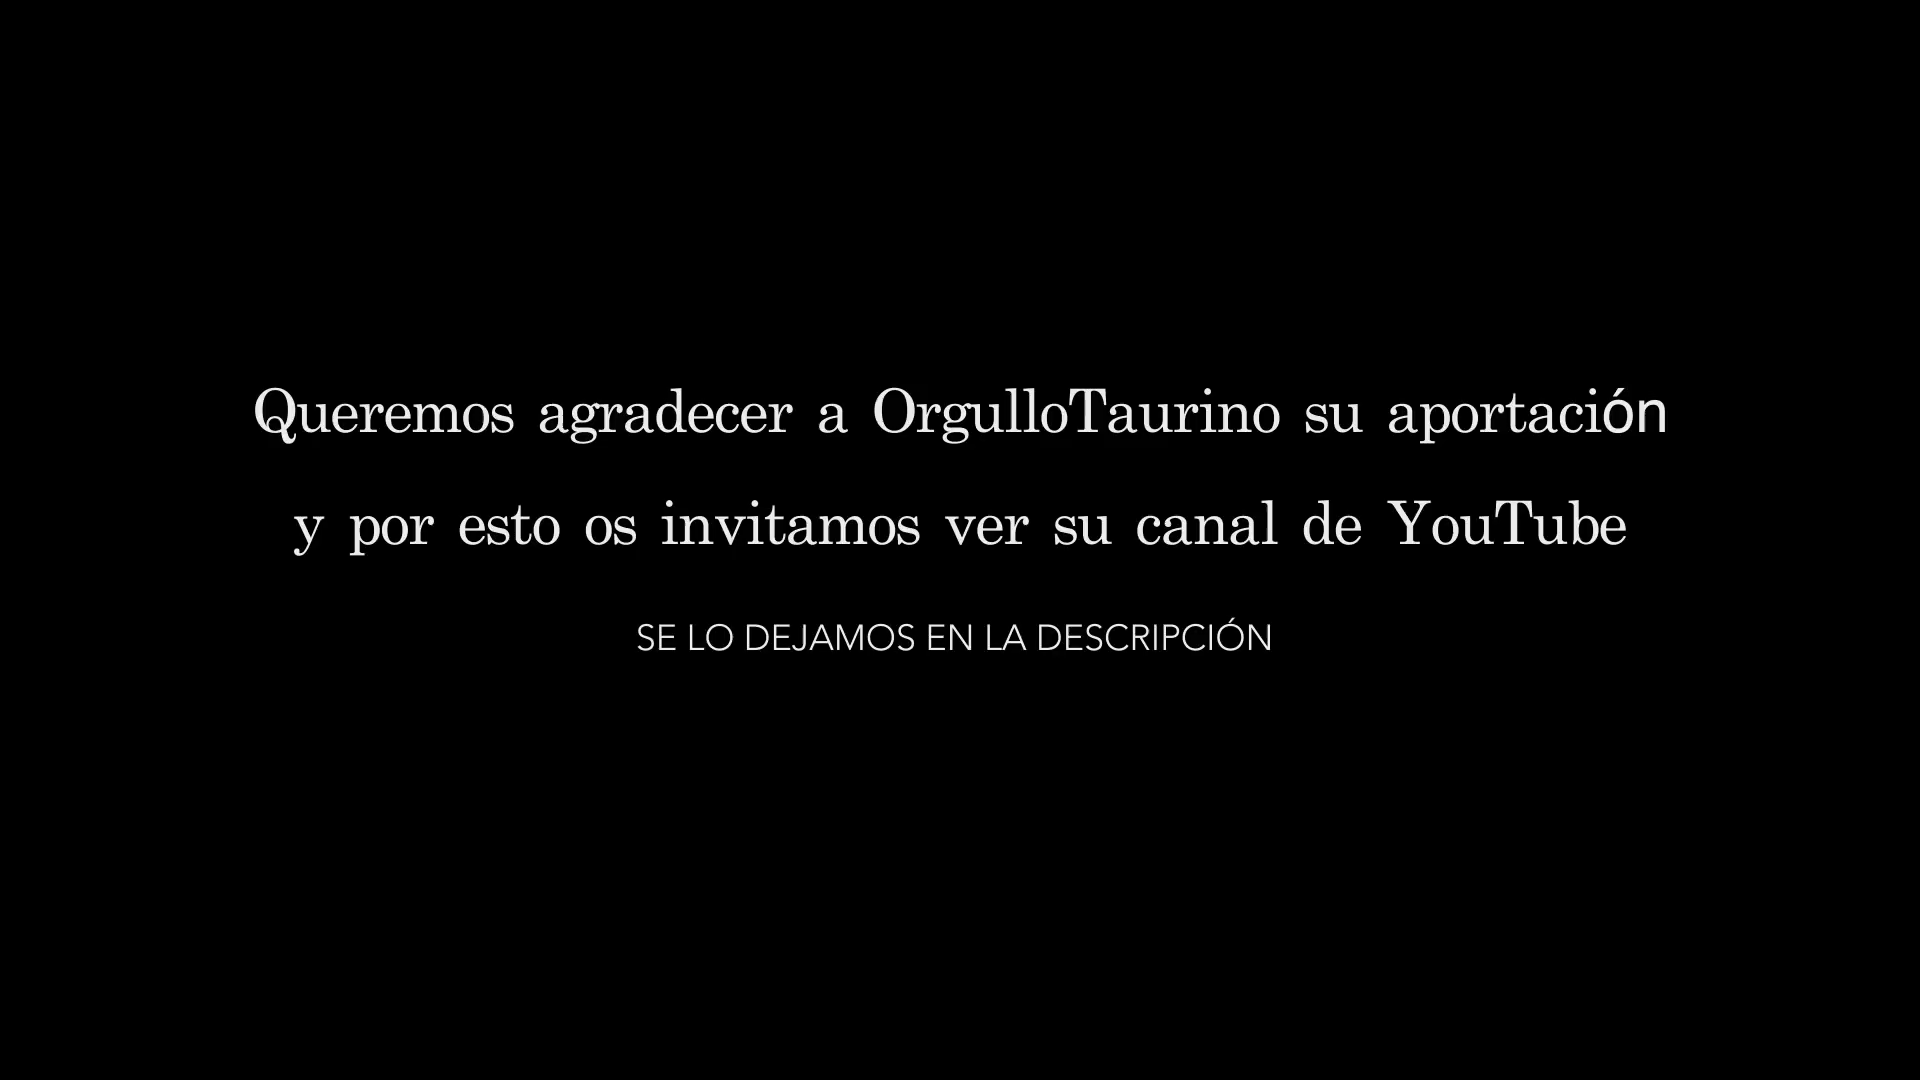 Queremos agradecer a OrgulloTaurino su aportación
y por esto os invitamos ver su canal de YouTube
SE LO DEJAMOS EN LA DESCRIPCIÓN